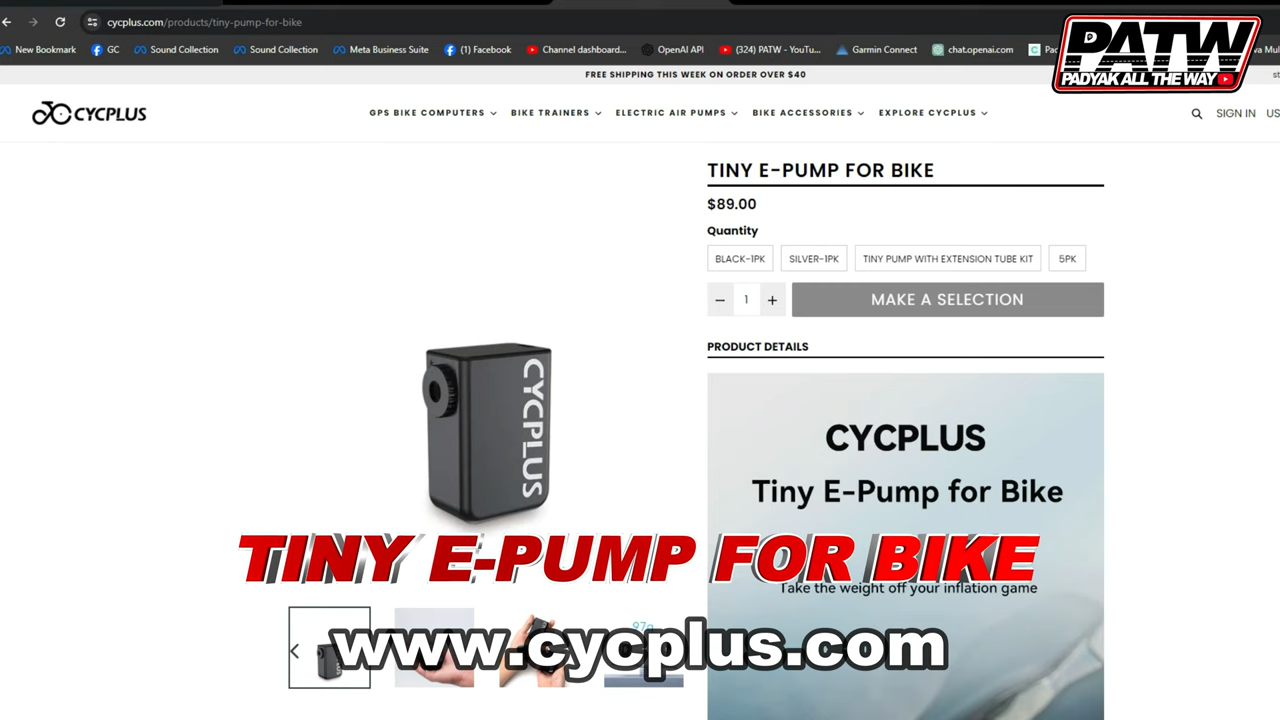 cycplus.com/products/tiny-pump-for-bike
New Bookmark
GC
Sound Collection
Sound Collection
Meta Business Suite
(1) Facebook
Channel dashboard...
OpenAI API
(324) PATW - YouTu...
Garmin Connect
chat.openai.com
PATW
PADYAK ALL THE WAY
FREE SHIPPING THIS WEEK ON ORDER OVER $40
CYCPLUS
GPS BIKE COMPUTERS
BIKE TRAINERS
ELECTRIC AIR PUMPS
BIKE ACCESSORIES
EXPLORE CYCPLUS
SIGN IN
US
TINY E-PUMP FOR BIKE
$89.00
Quantity
BLACK-1PK
SILVER-1PK
TINY PUMP WITH EXTENSION TUBE KIT
5PK
− 1 +
MAKE A SELECTION
PRODUCT DETAILS
CYCPLUS
CYCPLUS
Tiny E-Pump for Bike
TINY E-PUMP FOR BIKE
Take the weight off your inflation game
97g
www.cycplus.com